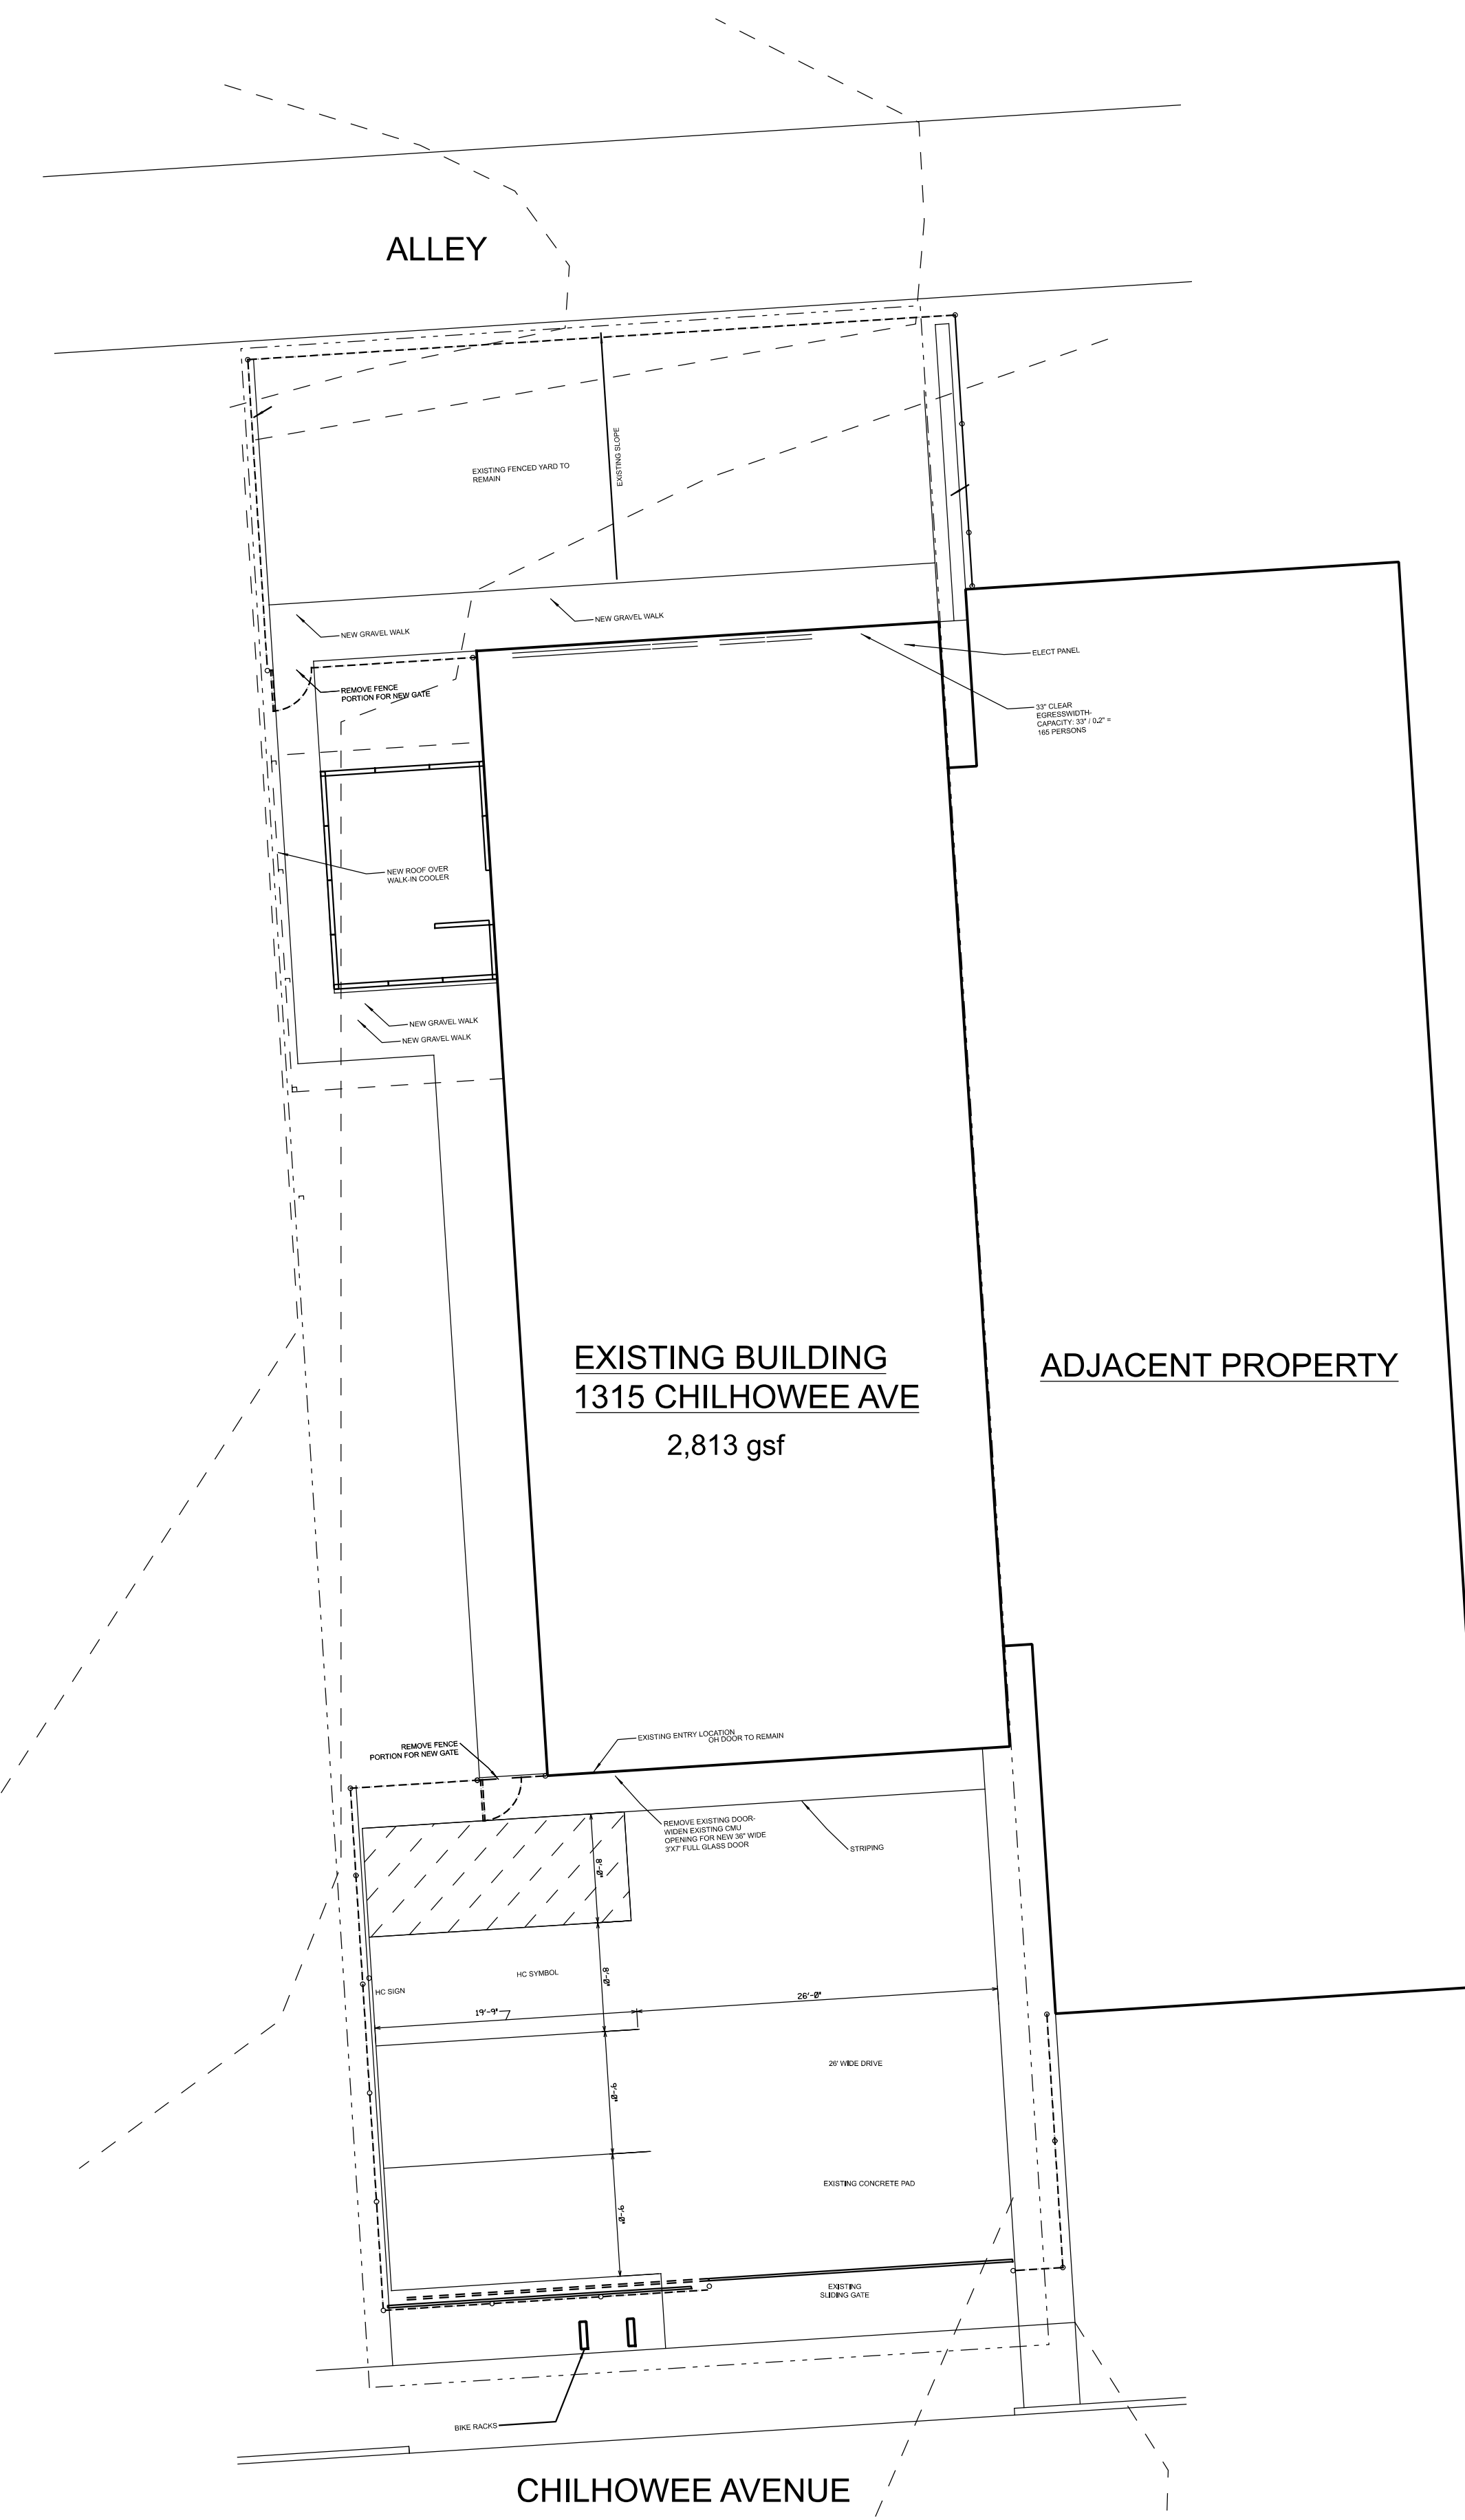 ALLEY
EXISTING FENCED YARD TO
REMAIN
EXISTING SLOPE
NEW GRAVEL WALK
NEW GRAVEL WALK
ELECT PANEL
REMOVE FENCE
PORTION FOR NEW GATE
33" CLEAR
EGRESSWIDTH-
CAPACITY: 33" / 0.2" =
165 PERSONS
NEW ROOF OVER
WALK-IN COOLER
NEW GRAVEL WALK
NEW GRAVEL WALK
EXISTING BUILDING
1315 CHILHOWEE AVE
2,813 gsf
ADJACENT PROPERTY
EXISTING ENTRY LOCATION
OH DOOR TO REMAIN
REMOVE FENCE
PORTION FOR NEW GATE
REMOVE EXISTING DOOR-
WIDEN EXISTING CMU
OPENING FOR NEW 36" WIDE
3'X7' FULL GLASS DOOR
STRIPING
8'-0"
HC SYMBOL
8'-0"
HC SIGN
19'-9"
26'-0"
26' WIDE DRIVE
9'-0"
EXISTING CONCRETE PAD
9'-0"
EXISTING
SLIDING GATE
BIKE RACKS
CHILHOWEE AVENUE